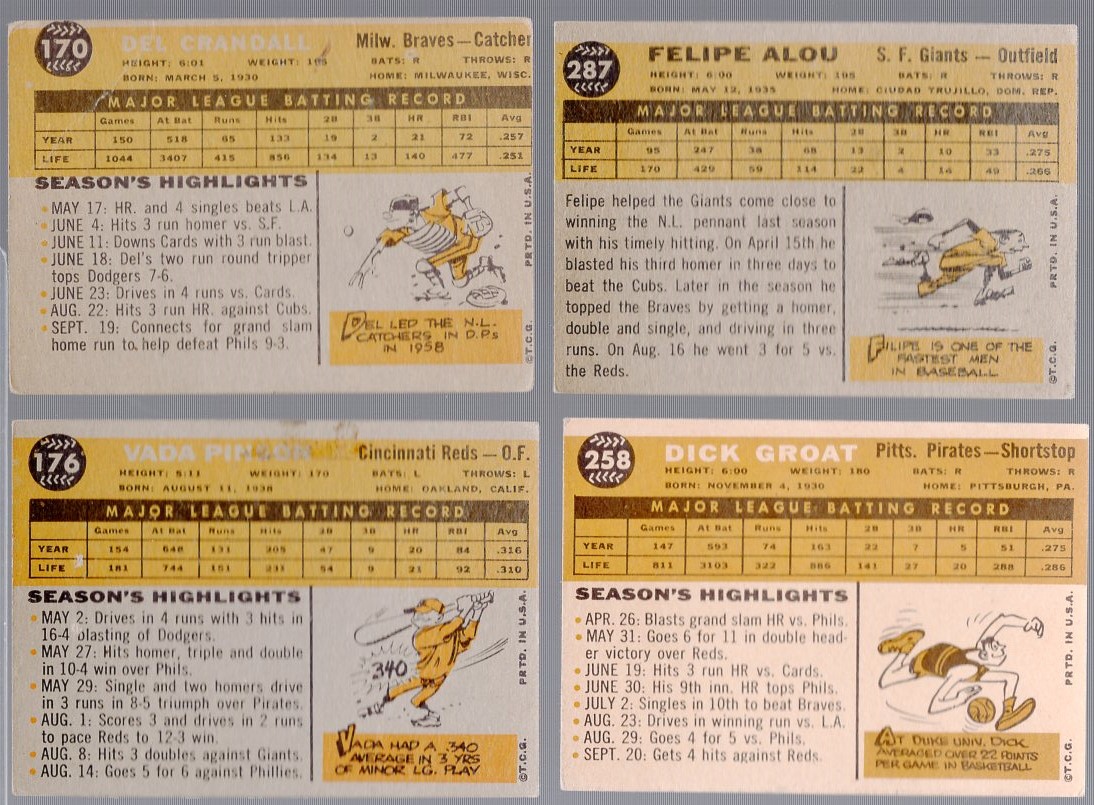 170
DEL CRANDALL Milw. Braves—Catcher
HEIGHT: 6:01 WEIGHT: 195 BATS: R THROWS: R
BORN: MARCH 5, 1930 HOME: MILWAUKEE, WISC.
MAJOR LEAGUE BATTING RECORD
Games At Bat Runs Hits 2B 3B HR RBI Avg
YEAR 150 518 65 133 19 2 21 72 .257
LIFE 1044 3407 415 856 134 13 140 477 .251
SEASON'S HIGHLIGHTS
MAY 17: HR. and 4 singles beats L.A.
JUNE 4: Hits 3 run homer vs. S.F.
JUNE 11: Downs Cards with 3 run blast.
JUNE 18: Del's two run round tripper
tops Dodgers 7-6.
JUNE 23: Drives in 4 runs vs. Cards.
AUG. 22: Hits 3 run HR. against Cubs.
SEPT. 19: Connects for grand slam
home run to help defeat Phils 9-3.
DEL LED THE N.L.
CATCHERS IN D.P.s
IN 1958
©T.C.G. PRTD. IN U.S.A.
287
FELIPE ALOU S. F. Giants — Outfield
HEIGHT: 6:00 WEIGHT: 195 BATS: R THROWS: R
BORN: MAY 12, 1935 HOME: CIUDAD TRUJILLO, DOM. REP.
MAJOR LEAGUE BATTING RECORD
Games At Bat Runs Hits 2B 3B HR RBI Avg
YEAR 95 247 38 68 13 2 10 33 .275
LIFE 170 429 59 114 22 4 14 49 .266
Felipe helped the Giants come close to
winning the N.L. pennant last season
with his timely hitting. On April 15th he
blasted his third homer in three days to
beat the Cubs. Later in the season he
topped the Braves by getting a homer,
double and single, and driving in three
runs. On Aug. 16 he went 3 for 5 vs.
the Reds.
FILIPE IS ONE OF THE
FASTEST MEN
IN BASEBALL
©T.C.G. PRTD. IN U.S.A.
176
VADA PINSON Cincinnati Reds — O.F.
HEIGHT: 5:11 WEIGHT: 170 BATS: L THROWS: L
BORN: AUGUST 11, 1938 HOME: OAKLAND, CALIF.
MAJOR LEAGUE BATTING RECORD
Games At Bat Runs Hits 2B 3B HR RBI Avg
YEAR 154 648 131 205 47 9 20 84 .316
LIFE 181 744 151 231 54 9 21 92 .310
SEASON'S HIGHLIGHTS
MAY 2: Drives in 4 runs with 3 hits in
16-4 blasting of Dodgers.
MAY 27: Hits homer, triple and double
in 10-4 win over Phils.
MAY 29: Single and two homers drive
in 3 runs in 8-5 triumph over Pirates.
AUG. 1: Scores 3 and drives in 2 runs
to pace Reds to 12-3 win.
AUG. 8: Hits 3 doubles against Giants.
AUG. 14: Goes 5 for 6 against Phillies.
340
VADA HAD A .340
AVERAGE IN 3 YRS
OF MINOR LG. PLAY
©T.C.G. PRTD. IN U.S.A.
258
DICK GROAT Pitts. Pirates—Shortstop
HEIGHT: 6:00 WEIGHT: 180 BATS: R THROWS: R
BORN: NOVEMBER 4, 1930 HOME: PITTSBURGH, PA.
MAJOR LEAGUE BATTING RECORD
Games At Bat Runs Hits 2B 3B HR RBI Avg
YEAR 147 593 74 163 22 7 5 51 .275
LIFE 811 3103 322 886 141 27 20 288 .286
SEASON'S HIGHLIGHTS
APR. 26: Blasts grand slam HR vs. Phils.
MAY 31: Goes 6 for 11 in double head-
er victory over Reds.
JUNE 19: Hits 3 run HR vs. Cards.
JUNE 30: His 9th inn. HR tops Phils.
JULY 2: Singles in 10th to beat Braves.
AUG. 23: Drives in winning run vs. L.A.
AUG. 29: Goes 4 for 5 vs. Phils.
SEPT. 20: Gets 4 hits against Reds.
AT DUKE UNIV. DICK
AVERAGED OVER 22 POINTS
PER GAME IN BASKETBALL
©T.C.G. PRTD. IN U.S.A.